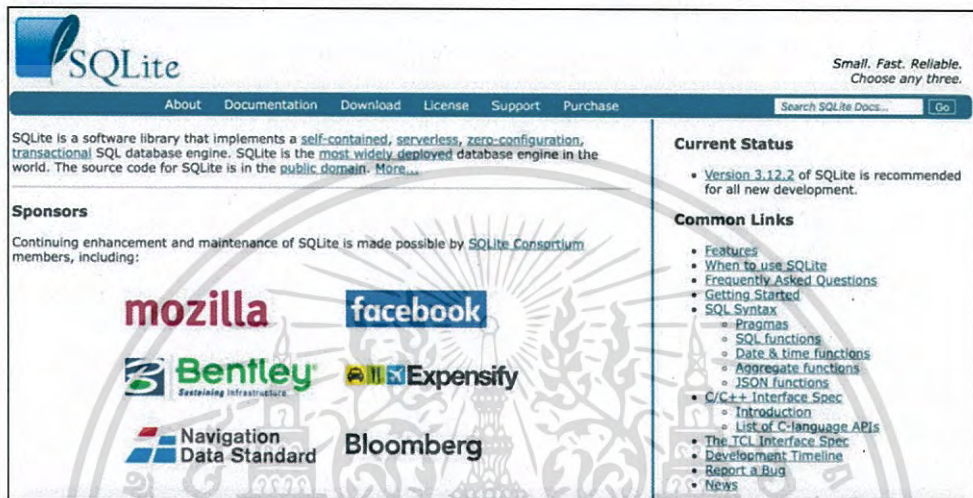 SQLite
Small. Fast. Reliable.
Choose any three.
About Documentation Download License Support Purchase
Search SQLite Docs... Go
SQLite is a software library that implements a self-contained, serverless, zero-configuration,
transactional SQL database engine. SQLite is the most widely deployed database engine in the
world. The source code for SQLite is in the public domain. More...
Sponsors
Continuing enhancement and maintenance of SQLite is made possible by SQLite Consortium
members, including:
mozilla
facebook
Bentley
Sustaining Infrastructure
Expensify
Navigation
Data Standard
Bloomberg
Current Status
• Version 3.12.2 of SQLite is recommended
for all new development.
Common Links
• Features
• When to use SQLite
• Frequently Asked Questions
• Getting Started
• SQL Syntax
◦ Pragmas
◦ SQL functions
◦ Date & time functions
◦ Aggregate functions
◦ JSON functions
• C/C++ Interface Spec
◦ Introduction
◦ List of C-language APIs
• The TCL Interface Spec
• Development Timeline
• Report a Bug
• News